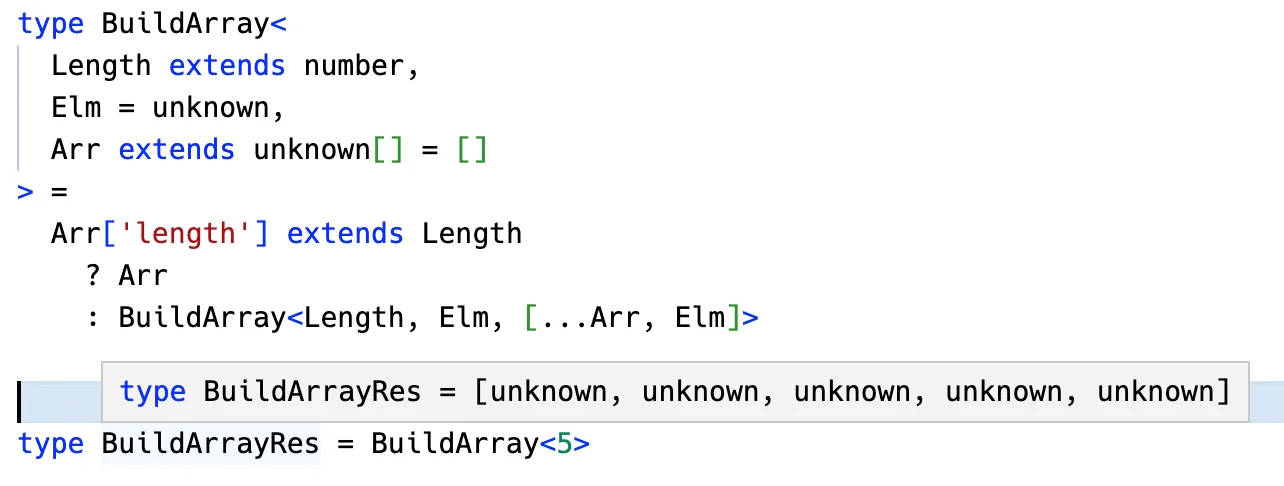 type BuildArray<
  Length extends number,
  Elm = unknown,
  Arr extends unknown[] = []
> =
  Arr['length'] extends Length
    ? Arr
    : BuildArray<Length, Elm, [...Arr, Elm]>
type BuildArrayRes = [unknown, unknown, unknown, unknown, unknown]
type BuildArrayRes = BuildArray<5>